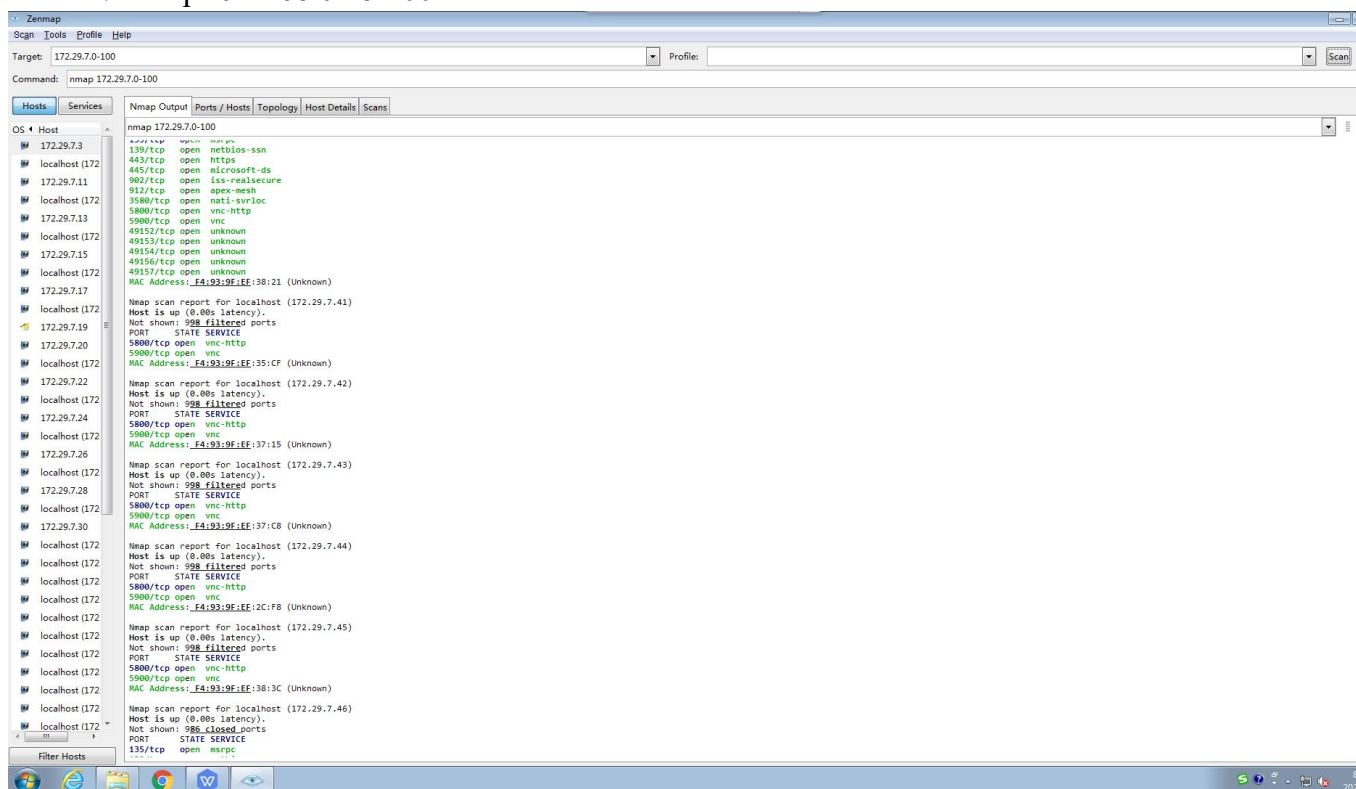 Zenmap
Scan Tools Profile Help
Target: 172.29.7.0-100 Profile: Scan
Command: nmap 172.29.7.0-100
Hosts Services
Nmap Output Ports / Hosts Topology Host Details Scans
OS Host
nmap 172.29.7.0-100
172.29.7.3
localhost (172
172.29.7.11
localhost (172
172.29.7.13
localhost (172
172.29.7.15
localhost (172
172.29.7.17
localhost (172
172.29.7.19
172.29.7.20
localhost (172
172.29.7.22
localhost (172
172.29.7.24
localhost (172
172.29.7.26
localhost (172
172.29.7.28
localhost (172
172.29.7.30
localhost (172
localhost (172
localhost (172
localhost (172
localhost (172
localhost (172
localhost (172
localhost (172
localhost (172
localhost (172
localhost (172
Filter Hosts
139/tcp open netbios-ssn
443/tcp open https
445/tcp open microsoft-ds
902/tcp open iss-realsecure
912/tcp open apex-mesh
3580/tcp open nati-svrloc
5800/tcp open vnc-http
5900/tcp open vnc
49152/tcp open unknown
49153/tcp open unknown
49154/tcp open unknown
49156/tcp open unknown
49157/tcp open unknown
MAC Address: F4:93:9F:EF:38:21 (Unknown)
Nmap scan report for localhost (172.29.7.41)
Host is up (0.00s latency).
Not shown: 998 filtered ports
PORT STATE SERVICE
5800/tcp open vnc-http
5900/tcp open vnc
MAC Address: F4:93:9F:EF:35:CF (Unknown)
Nmap scan report for localhost (172.29.7.42)
Host is up (0.00s latency).
Not shown: 998 filtered ports
PORT STATE SERVICE
5800/tcp open vnc-http
5900/tcp open vnc
MAC Address: F4:93:9F:EF:37:15 (Unknown)
Nmap scan report for localhost (172.29.7.43)
Host is up (0.00s latency).
Not shown: 998 filtered ports
PORT STATE SERVICE
5800/tcp open vnc-http
5900/tcp open vnc
MAC Address: F4:93:9F:EF:37:C8 (Unknown)
Nmap scan report for localhost (172.29.7.44)
Host is up (0.00s latency).
Not shown: 998 filtered ports
PORT STATE SERVICE
5800/tcp open vnc-http
5900/tcp open vnc
MAC Address: F4:93:9F:EF:2C:F8 (Unknown)
Nmap scan report for localhost (172.29.7.45)
Host is up (0.00s latency).
Not shown: 998 filtered ports
PORT STATE SERVICE
5800/tcp open vnc-http
5900/tcp open vnc
MAC Address: F4:93:9F:EF:38:3C (Unknown)
Nmap scan report for localhost (172.29.7.46)
Host is up (0.00s latency).
Not shown: 986 closed ports
PORT STATE SERVICE
135/tcp open msrpc